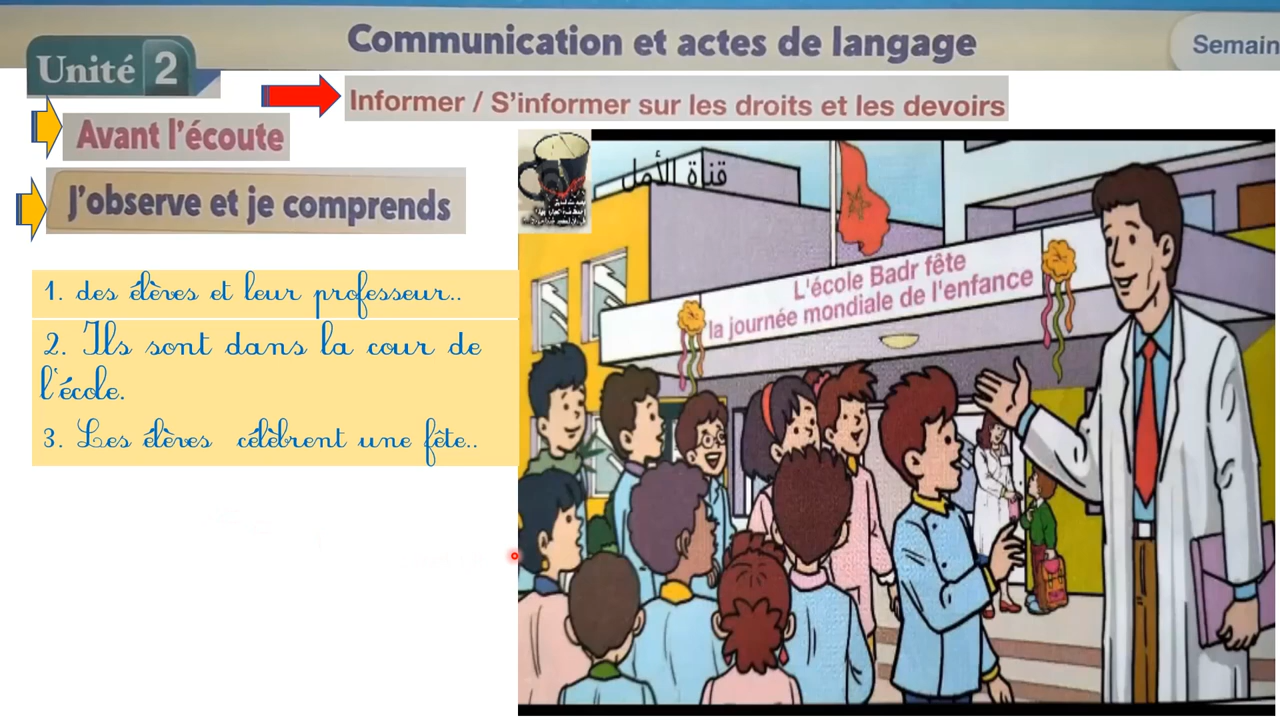 Communication et actes de langage
Semain
Unité 2
Informer / S'informer sur les droits et les devoirs
Avant l'écoute
J'observe et je comprends
1. des élèves et leur professeur..
2. Ils sont dans la cour de
l'école.
3. Les élèves célèbrent une fête..
قناة الأمل
L'école Badr fête
la journée mondiale de l'enfance